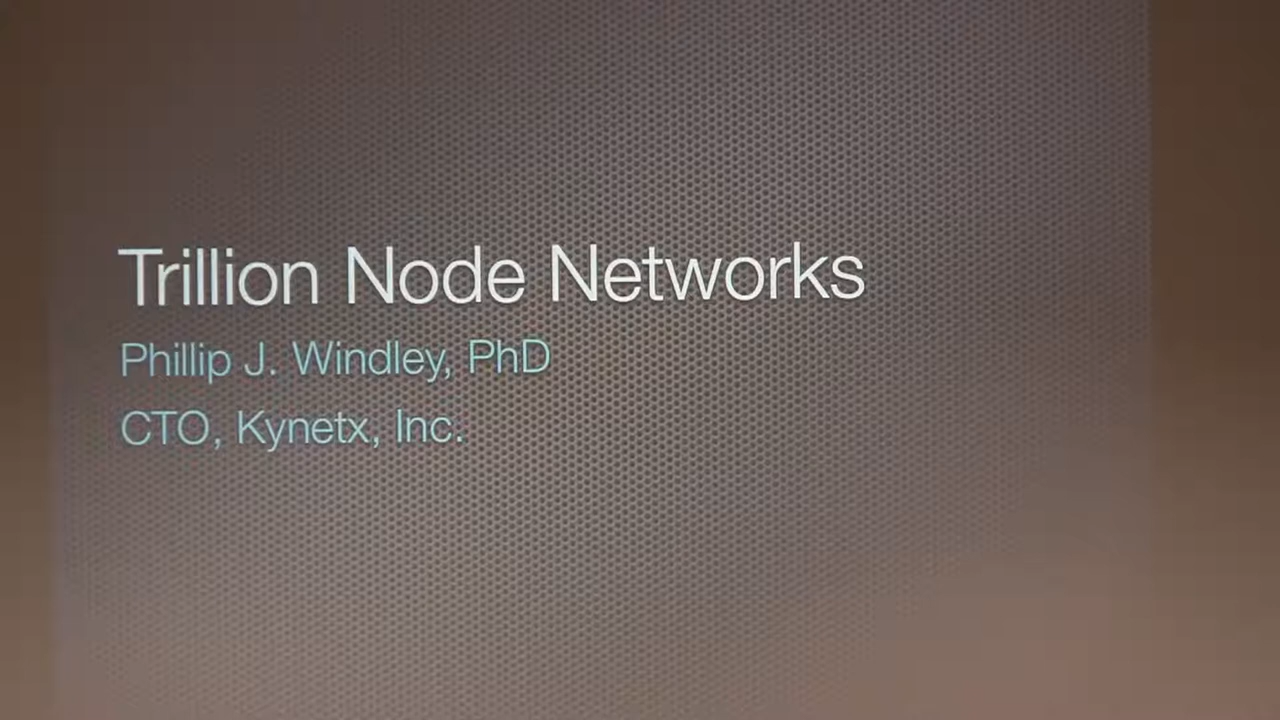 Trillion Node Networks
Phillip J. Windley, PhD
CTO, Kynetx, Inc.